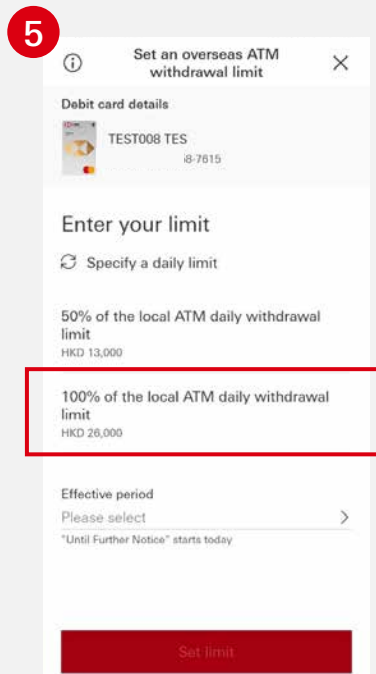 5
Set an overseas ATM
withdrawal limit
Debit card details
TEST008 TES
8-7615
Enter your limit
Specify a daily limit
50% of the local ATM daily withdrawal
limit
HKD 13,000
100% of the local ATM daily withdrawal
limit
HKD 26,000
Effective period
Please select
"Until Further Notice" starts today
Set limit